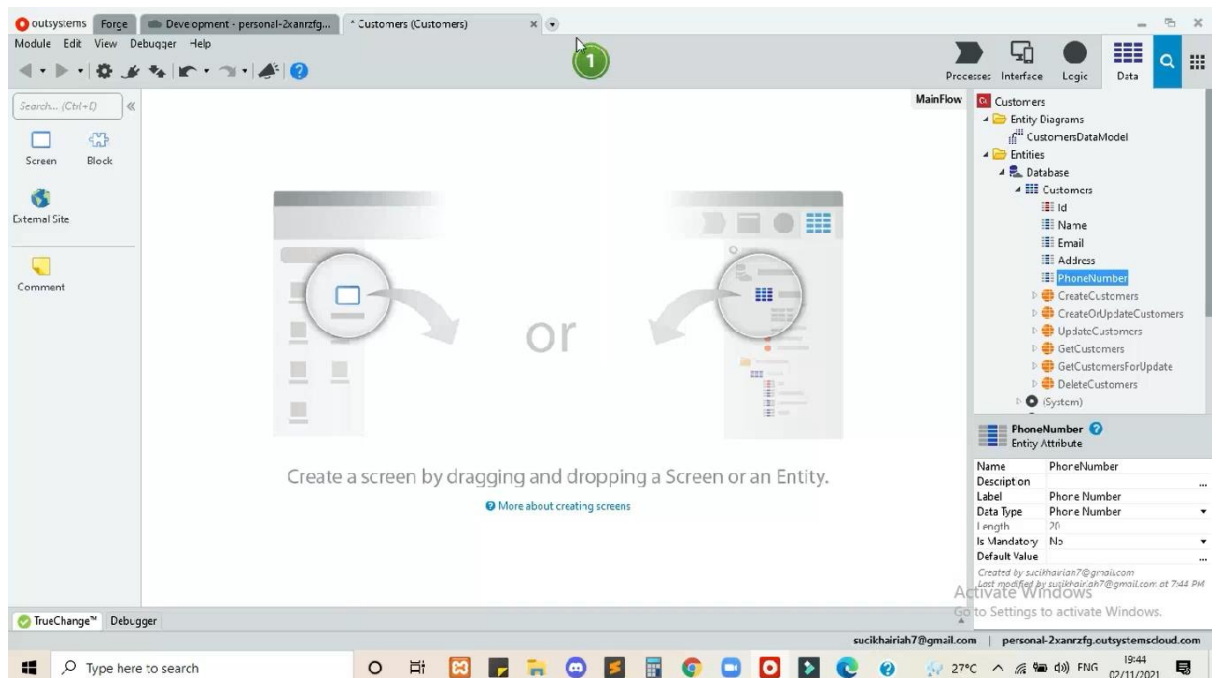 outsystems Forge Development - personal-2xanrzfg... * Customers (Customers)
Module Edit View Debugger Help
1
Processes Interface Logic Data
Search... (Ctrl+D)
Screen Block
External Site
Comment
MainFlow
or
Create a screen by dragging and dropping a Screen or an Entity.
More about creating screens
Customers
Entity Diagrams
CustomersDataModel
Entities
Database
Customers
Id
Name
Email
Address
PhoneNumber
CreateCustomers
CreateOrUpdateCustomers
UpdateCustomers
GetCustomers
GetCustomersForUpdate
DeleteCustomers
(System)
PhoneNumber
Entity Attribute
Name PhoneNumber
Description ...
Label Phone Number
Data Type Phone Number
Length 20
Is Mandatory No
Default Value ...
Created by sucikhairiah7@gmail.com
Last modified by sucikhairiah7@gmail.com at 7:44 PM
Activate Windows
Go to Settings to activate Windows.
TrueChange™ Debugger
sucikhairiah7@gmail.com | personal-2xanrzfg.outsystemscloud.com
Type here to search
27°C ENG 19:44
02/11/2021